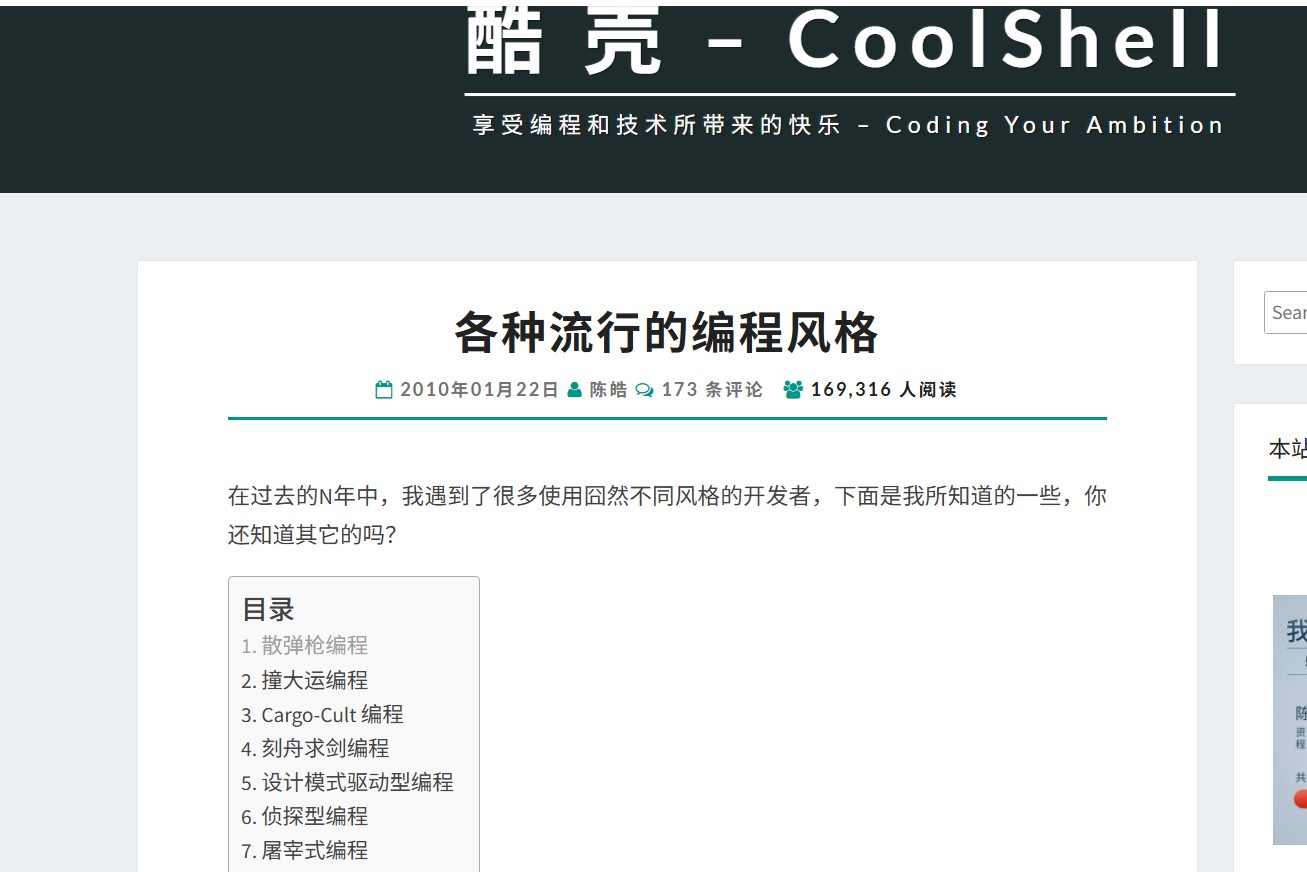 酷 壳 – CoolShell
享受编程和技术所带来的快乐 – Coding Your Ambition
各种流行的编程风格
2010年01月22日 陈皓 173 条评论 169,316 人阅读
在过去的N年中，我遇到了很多使用囧然不同风格的开发者，下面是我所知道的一些，你
还知道其它的吗？
目录
1. 散弹枪编程
2. 撞大运编程
3. Cargo-Cult 编程
4. 刻舟求剑编程
5. 设计模式驱动型编程
6. 侦探型编程
7. 屠宰式编程
Sear
本站
我
陈
资
程
共